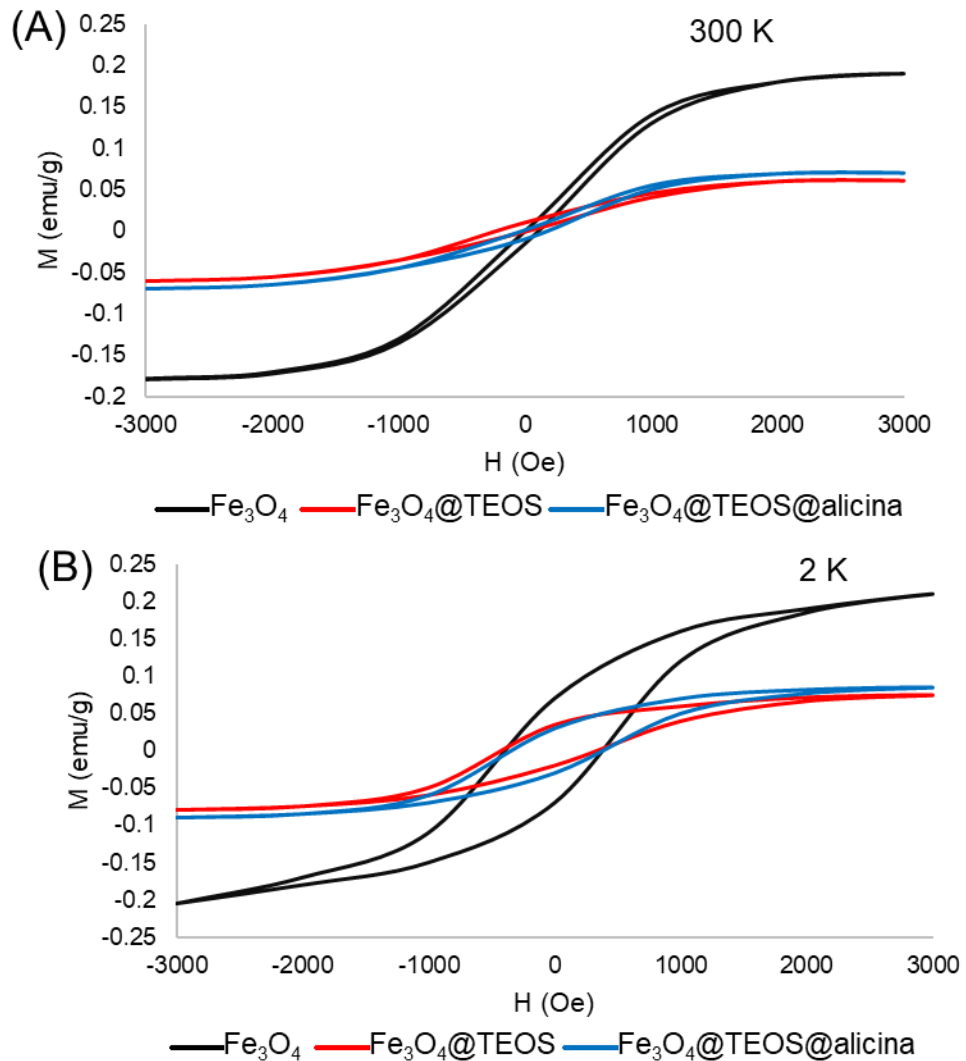 (A)
300 K
0.25
0.2
0.15
0.1
0.05
0
-0.05
-0.1
-0.15
-0.2
M (emu/g)
-3000 -2000 -1000 0 1000 2000 3000
H (Oe)
Fe₃O₄ Fe₃O₄@TEOS Fe₃O₄@TEOS@alicina
(B)
2 K
0.25
0.2
0.15
0.1
0.05
0
-0.05
-0.1
-0.15
-0.2
-0.25
M (emu/g)
-3000 -2000 -1000 0 1000 2000 3000
H (Oe)
Fe₃O₄ Fe₃O₄@TEOS Fe₃O₄@TEOS@alicina